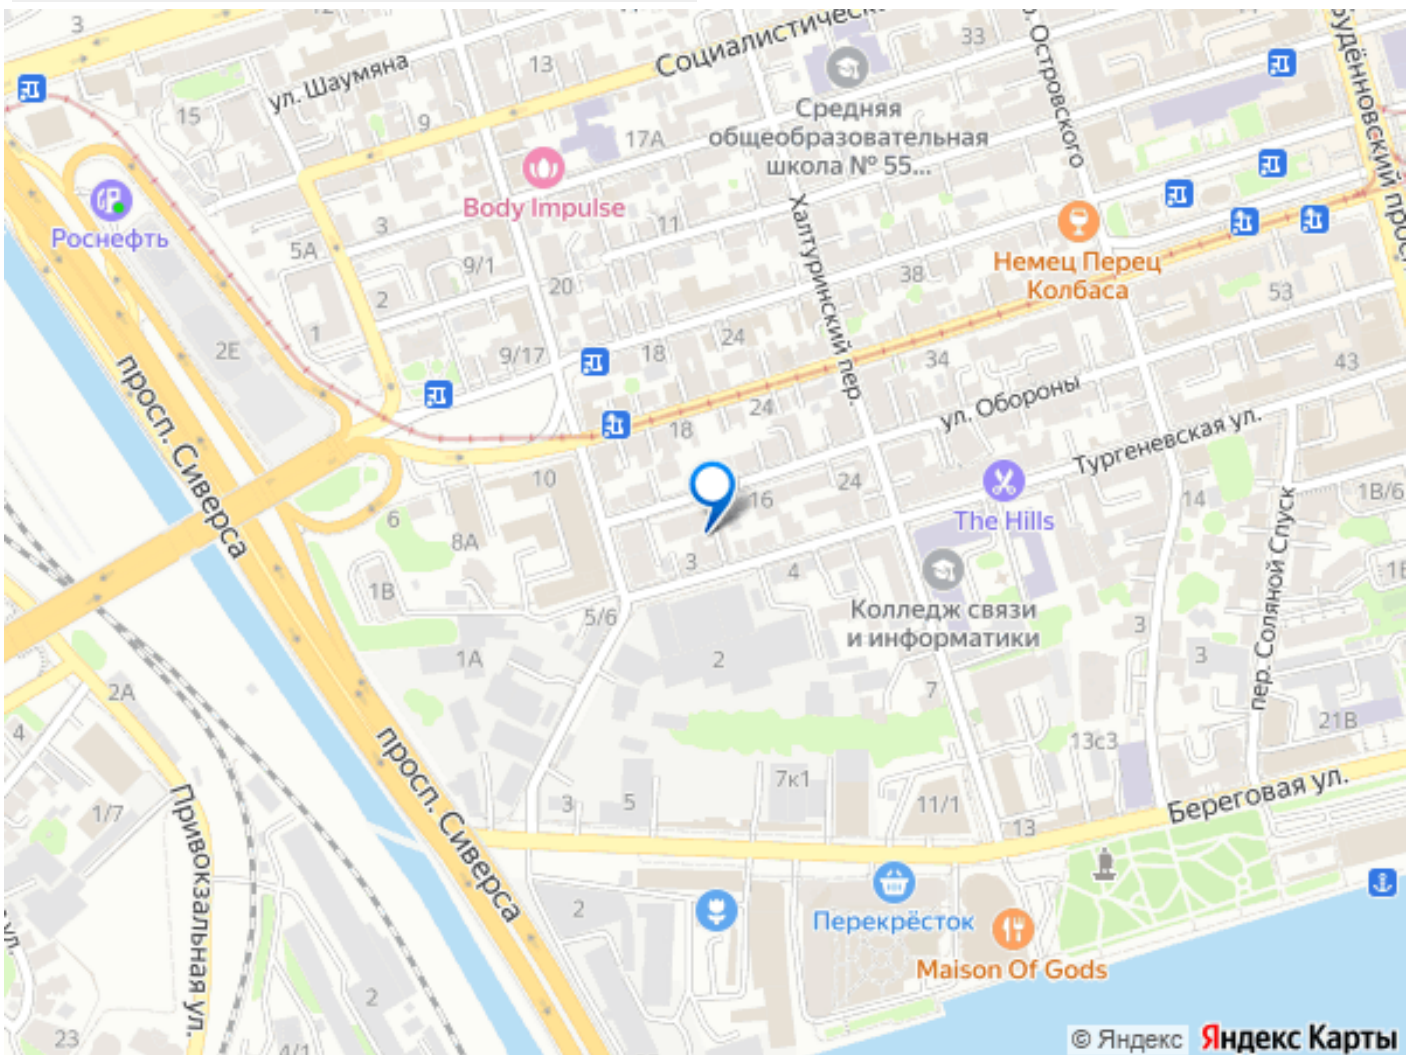 3
12
Социалистическ
33
р. Островского
Будённовский просп
ул. Шаумяна
13
15
9
17А
Средняя
общеобразовательная
школа № 55...
Body Impulse
Роснефть
5А
3
11
9/1
2
20
1
2Е
9/17
18
24
38
Халтуринский пер.
Немец Перец
Колбаса
53
34
43
24
18
ул. Обороны
Тургеневская ул.
просп. Сиверса
10
16
24
The Hills
14
1В/6
6
8А
1В
3
4
5/6
Колледж связи
и информатики
пер. Соляной Спуск
3
3
1А
2
7
2А
4
21В
13с3
1/7
Привокзальная ул.
просп. Сиверса
3
5
7к1
11/1
13
Береговая ул.
2
Перекрёсток
Maison Of Gods
ул.
2
23
4/1
© Яндекс Яндекс Карты